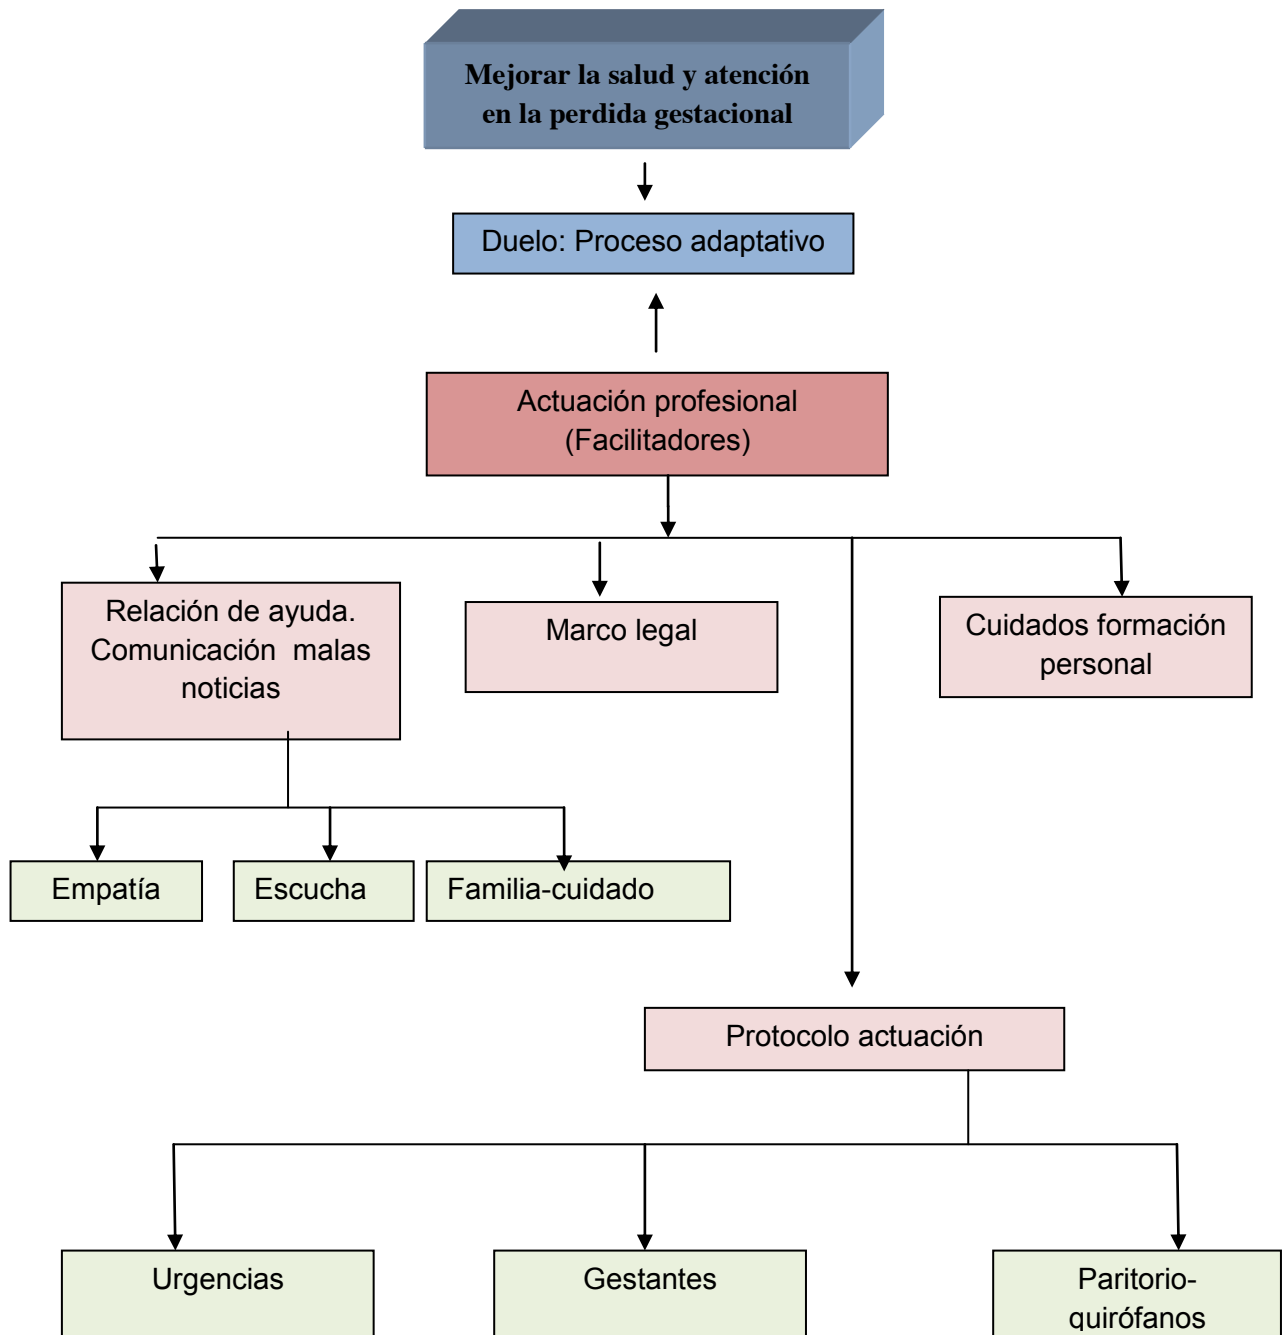 Mejorar la salud y atención
en la perdida gestacional
Duelo: Proceso adaptativo
Actuación profesional
(Facilitadores)
Relación de ayuda.
Comunicación  malas
noticias
Marco legal
Cuidados formación
personal
Empatía
Escucha
Familia-cuidado
Protocolo actuación
Urgencias
Gestantes
Paritorio-
quirófanos